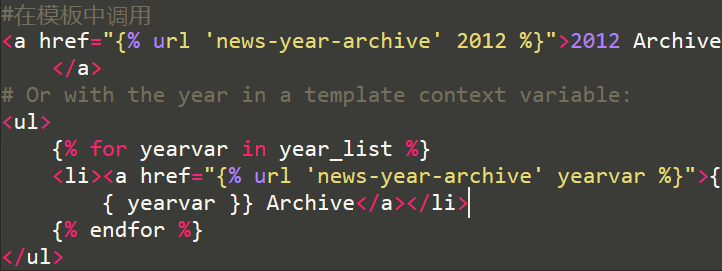 #在模板中调用
<a href="{% url 'news-year-archive' 2012 %}">2012 Archive
</a>
# Or with the year in a template context variable:
<ul>
{% for yearvar in year_list %}
<li><a href="{% url 'news-year-archive' yearvar %}">{
{ yearvar }} Archive</a></li>
{% endfor %}
</ul>